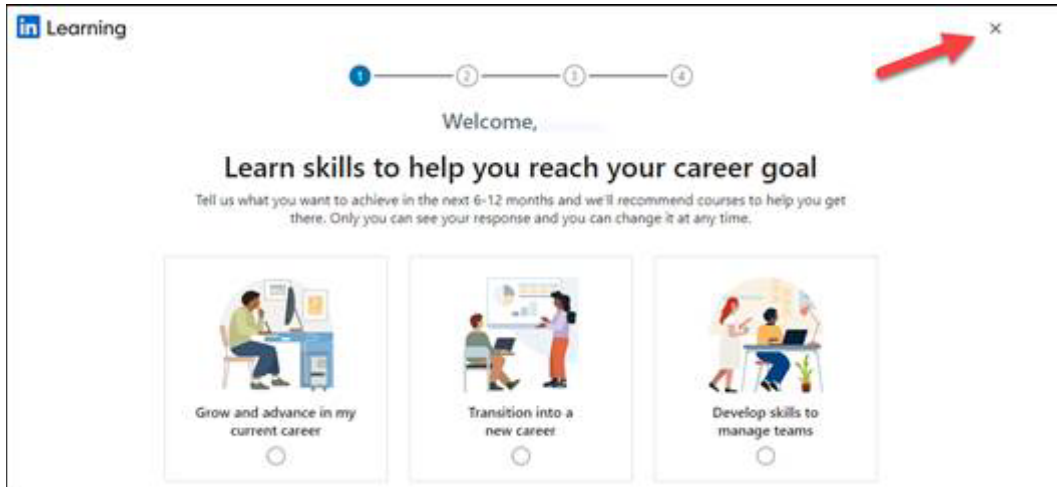 in Learning
×
1 2 3 4
Welcome,
Learn skills to help you reach your career goal
Tell us what you want to achieve in the next 6-12 months and we'll recommend courses to help you get
there. Only you can see your response and you can change it at any time.
Grow and advance in my
current career
Transition into a
new career
Develop skills to
manage teams